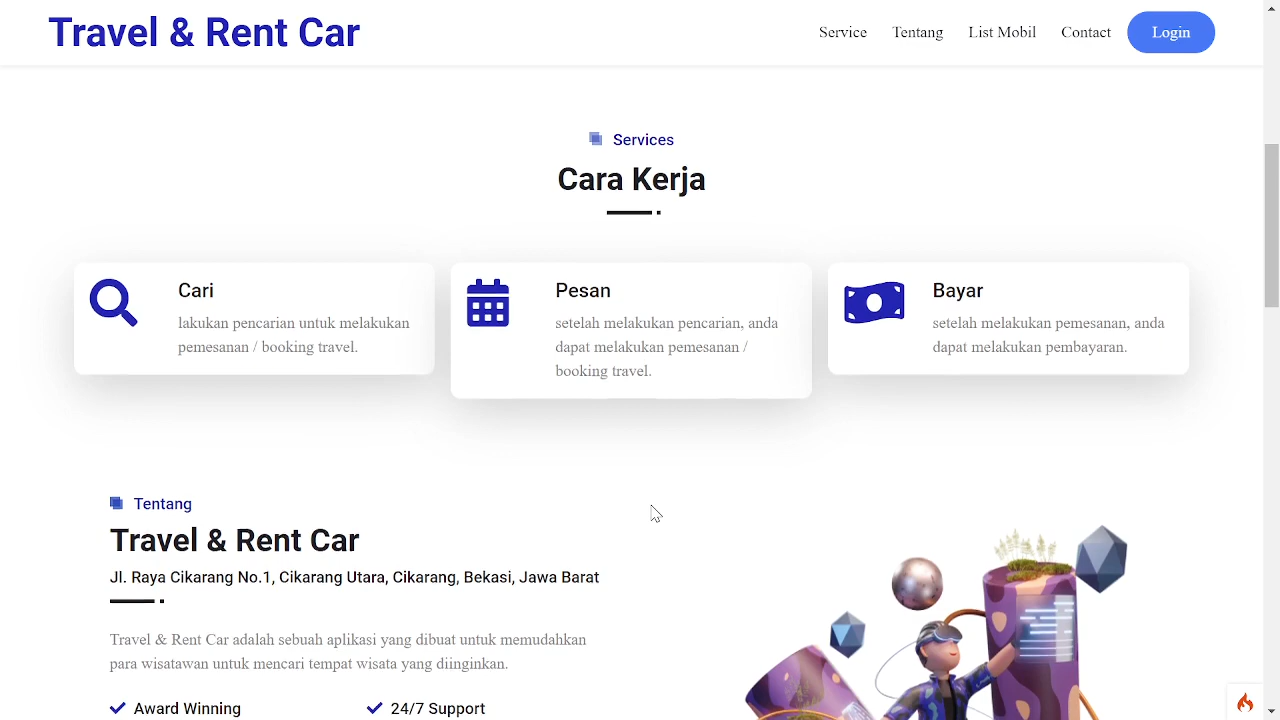 Travel & Rent Car
Service Tentang List Mobil Contact Login
Services
Cara Kerja
Cari
lakukan pencarian untuk melakukan
pemesanan / booking travel.
Pesan
setelah melakukan pencarian, anda
dapat melakukan pemesanan /
booking travel.
Bayar
setelah melakukan pemesanan, anda
dapat melakukan pembayaran.
Tentang
Travel & Rent Car
Jl. Raya Cikarang No.1, Cikarang Utara, Cikarang, Bekasi, Jawa Barat
Travel & Rent Car adalah sebuah aplikasi yang dibuat untuk memudahkan
para wisatawan untuk mencari tempat wisata yang diinginkan.
Award Winning
24/7 Support